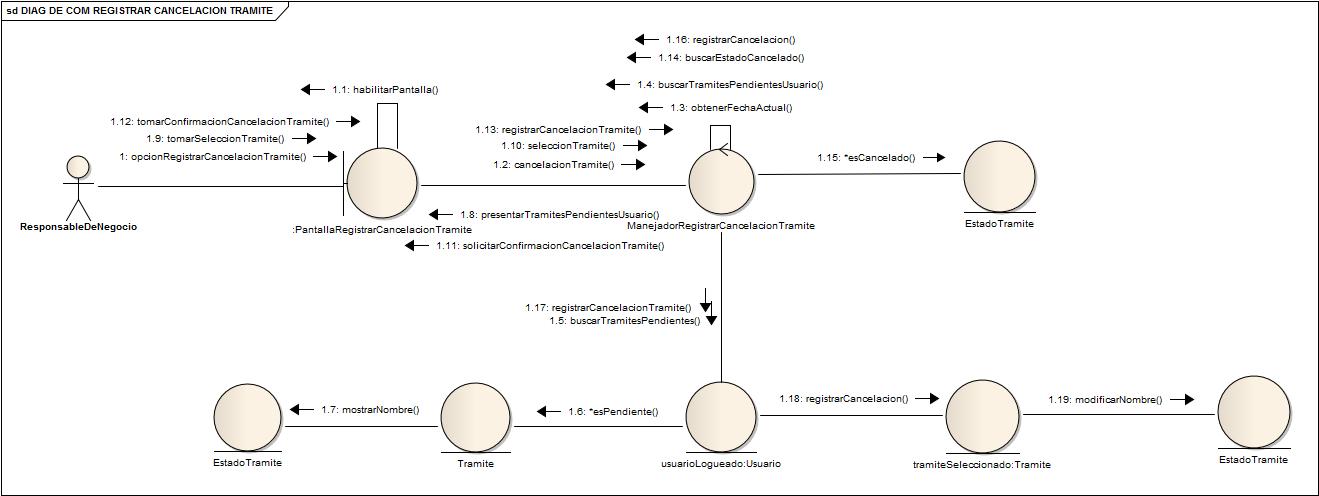 sd DIAG DE COM REGISTRAR CANCELACION TRAMITE
1.16: registrarCancelacion()
1.14: buscarEstadoCancelado()
1.4: buscarTramitesPendientesUsuario()
1.1: habilitarPantalla()
1.3: obtenerFechaActual()
1.12: tomarConfirmacionCancelacionTramite()
1.13: registrarCancelacionTramite()
1.9: tomarSeleccionTramite()
1.10: seleccionTramite()
1: opcionRegistrarCancelacionTramite()
1.2: cancelacionTramite()
1.15: *esCancelado()
1.8: presentarTramitesPendientesUsuario()
ResponsableDeNegocio
:PantallaRegistrarCancelacionTramite
ManejadorRegistrarCancelacionTramite
EstadoTramite
1.11: solicitarConfirmacionCancelacionTramite()
1.17: registrarCancelacionTramite()
1.5: buscarTramitesPendientes()
1.7: mostrarNombre()
1.6: *esPendiente()
1.18: registrarCancelacion()
1.19: modificarNombre()
EstadoTramite
Tramite
usuarioLogueado:Usuario
tramiteSeleccionado:Tramite
EstadoTramite